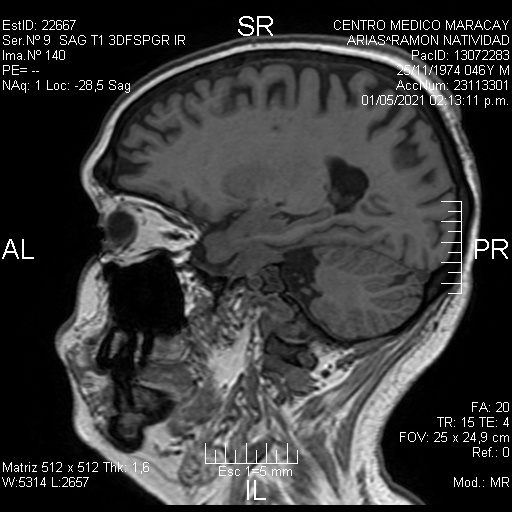 EstID: 22667
Ser.Nº 9 SAG T1 3DFSPGR IR
Ima.Nº 140
PE= --
NAq: 1 Loc: -28,5 Sag
SR
CENTRO MEDICO MARACAY
ARIAS^RAMON NATIVIDAD
PacID: 13072283
25/11/1974 046Y M
AccNum: 23113301
01/05/2021 02:13:11 p.m.
AL
PR
Matriz 512 x 512 Thk: 1,6
W:5314 L:2657
Esc 1=5 mm
IL
FA: 20
TR: 15 TE: 4
FOV: 25 x 24,9 cm
Ref.: 0
Mod.: MR